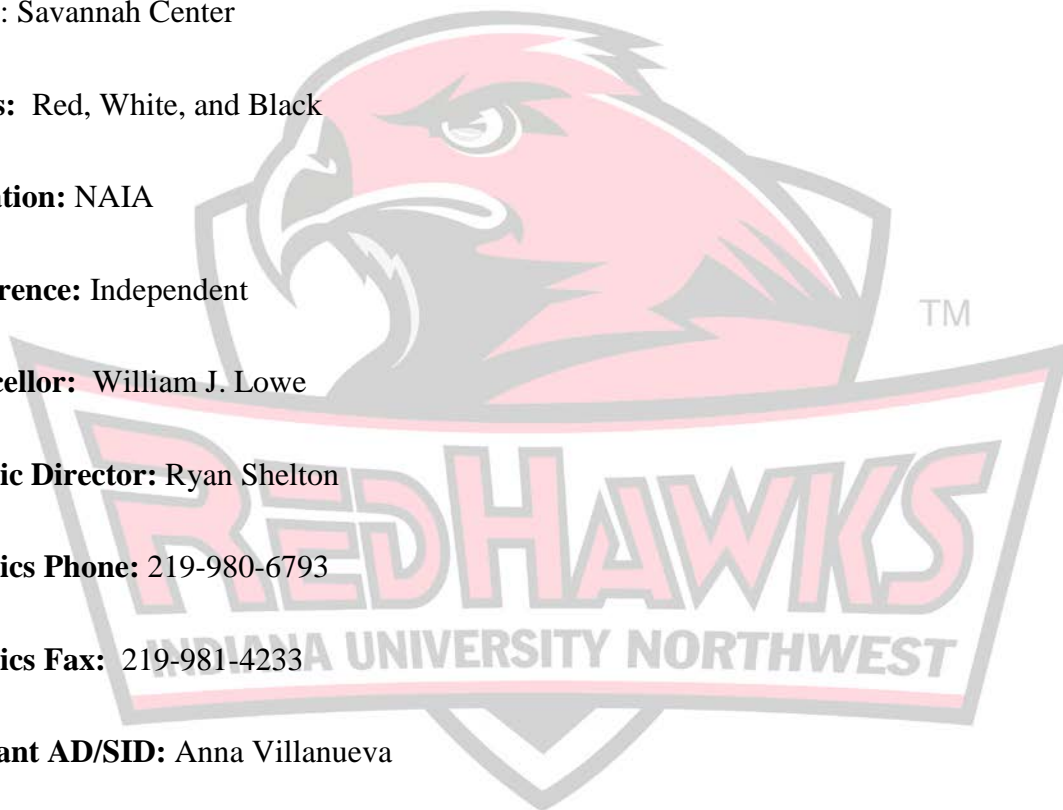 : Savannah Center
s: Red, White, and Black
ation: NAIA
rence: Independent
TM
cellor: William J. Lowe
ic Director: Ryan Shelton
REDHAWKS
ics Phone: 219-980-6793
INDIANA UNIVERSITY NORTHWEST
ics Fax: 219-981-4233
ant AD/SID: Anna Villanueva